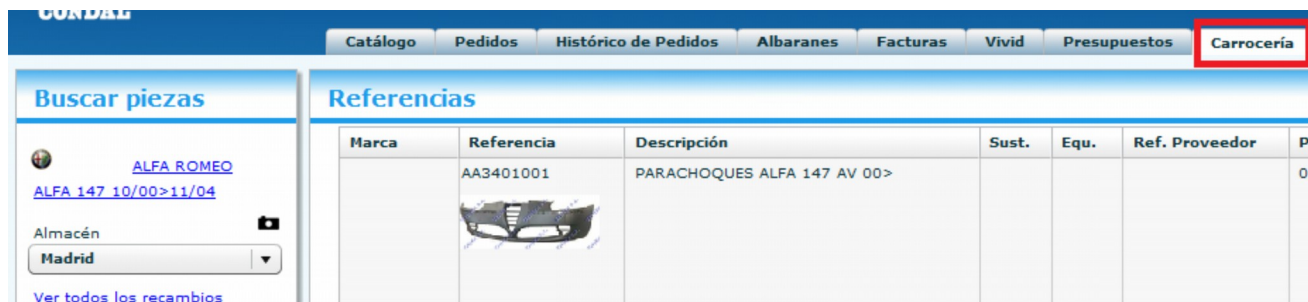 CONDAL
Catálogo Pedidos Histórico de Pedidos Albaranes Facturas Vivid Presupuestos Carrocería
Buscar piezas
ALFA ROMEO
ALFA 147 10/00>11/04
Almacén
Madrid
Ver todos los recambios
Referencias
Marca Referencia Descripción Sust. Equ. Ref. Proveedor P
AA3401001 PARACHOQUES ALFA 147 AV 00> 0